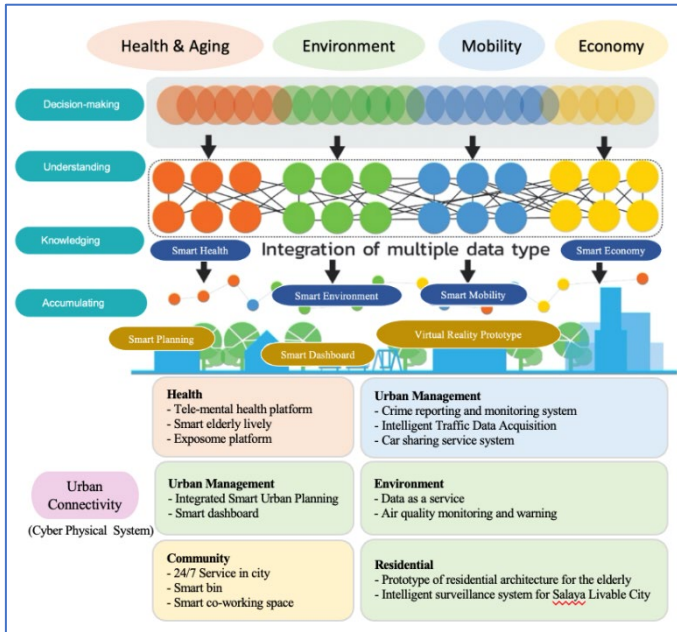 Health & Aging
Environment
Mobility
Economy
Decision-making
Understanding
Knowledging
Smart Health
Integration of multiple data type
Smart Economy
Accumulating
Smart Environment
Smart Mobility
Smart Planning
Smart Dashboard
Virtual Reality Prototype
Health
- Tele-mental health platform
- Smart elderly lively
- Exposome platform
Urban Management
- Crime reporting and monitoring system
- Intelligent Traffic Data Acquisition
- Car sharing service system
Urban
Connectivity
(Cyber Physical System)
Urban Management
- Integrated Smart Urban Planning
- Smart dashboard
Environment
- Data as a service
- Air quality monitoring and warning
Community
- 24/7 Service in city
- Smart bin
- Smart co-working space
Residential
- Prototype of residential architecture for the elderly
- Intelligent surveillance system for Salaya Livable City